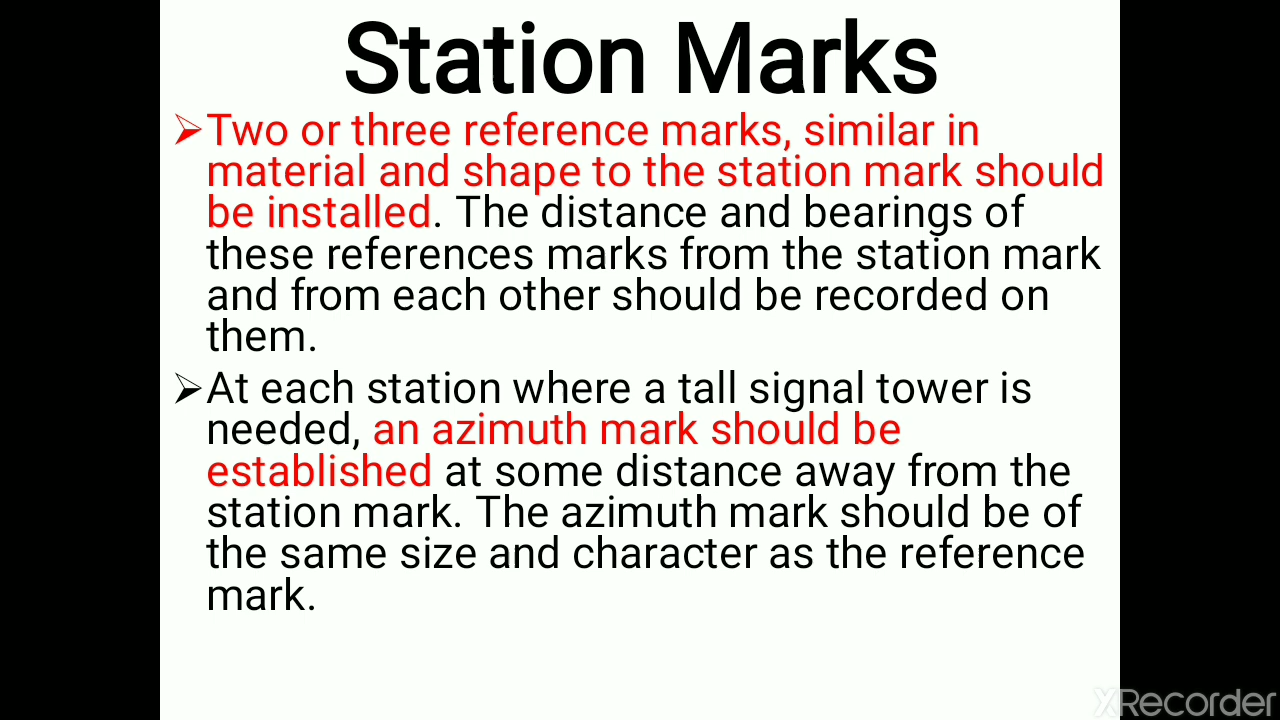 Station Marks
➢Two or three reference marks, similar in
material and shape to the station mark should
be installed. The distance and bearings of
these references marks from the station mark
and from each other should be recorded on
them.
➢At each station where a tall signal tower is
needed, an azimuth mark should be
established at some distance away from the
station mark. The azimuth mark should be of
the same size and character as the reference
mark.
XRecorder